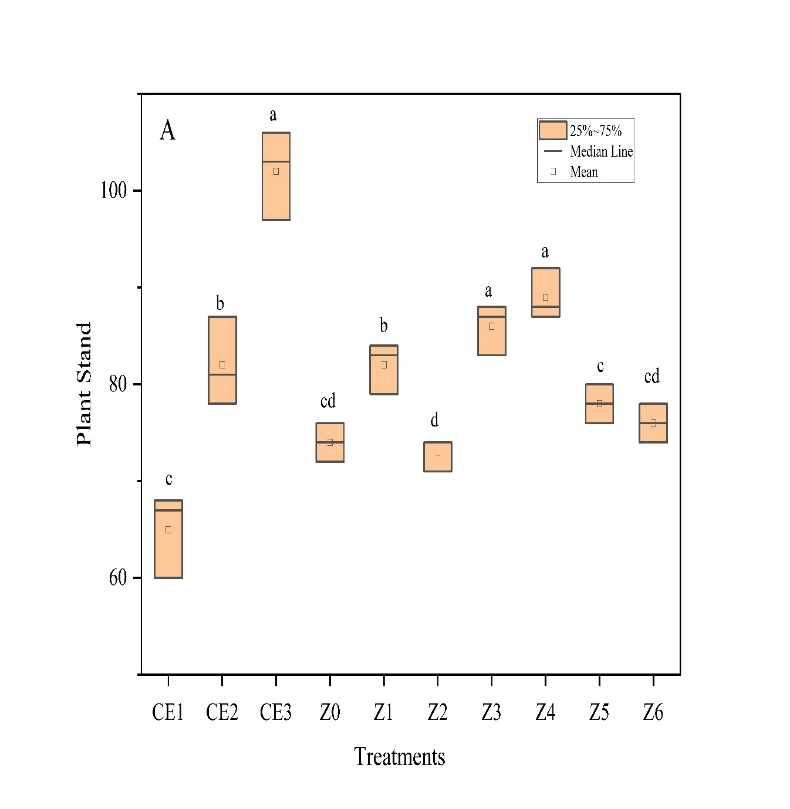 A
a
25%~75%
Median Line
Mean
100
b
b
a
a
80
cd
d
c
cd
c
60
Plant Stand
CE1 CE2 CE3 Z0 Z1 Z2 Z3 Z4 Z5 Z6
Treatments